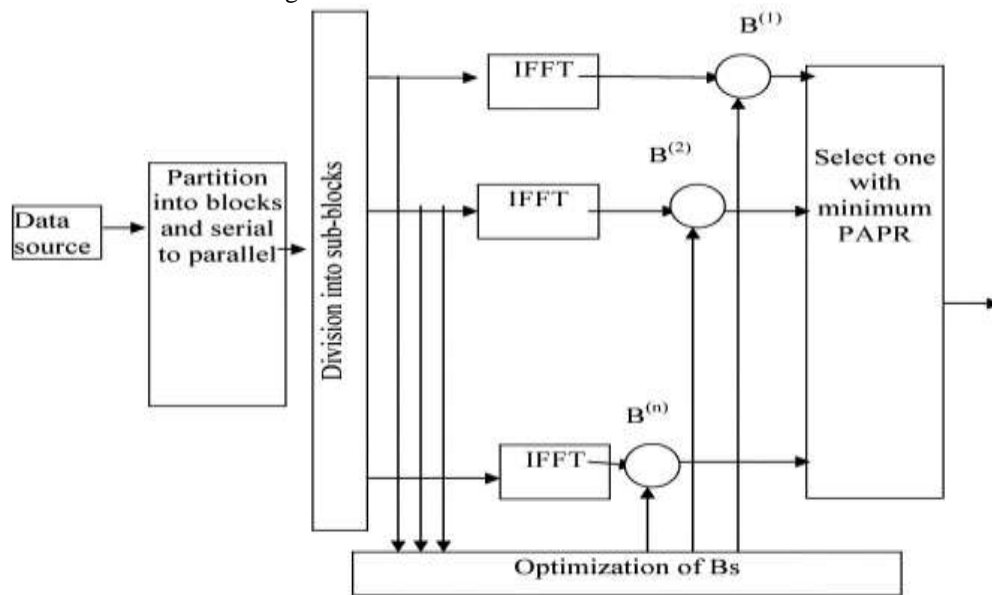 B(1)
IFFT
B(2)
Partition
into blocks
and serial
to parallel
Data
source
Division into sub-blocks
IFFT
Select one
with
minimum
PAPR
B(n)
IFFT
Optimization of Bs